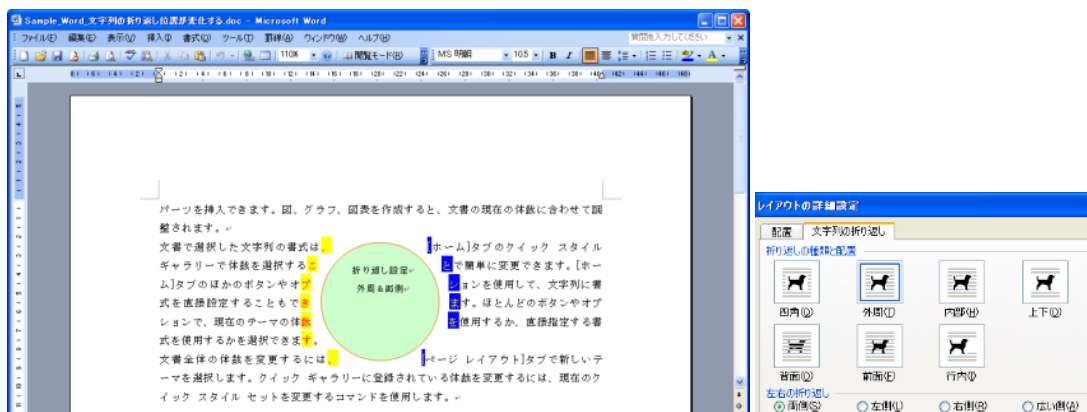 Sample_Word_文字列の折り返し位置が変化する.doc - Microsoft Word
ファイル(F) 編集(E) 表示(V) 挿入(I) 書式(O) ツール(T) 罫線(A) ウィンドウ(W) ヘルプ(H) 質問を入力してください
110% 閲覧モード(R) MS 明朝 10.5 B I A
パーツを挿入できます。図、グラフ、図表を作成すると、文書の現在の体裁に合わせて調
整されます。
文書で選択した文字列の書式は、[ホーム]タブのクイック スタイル
ギャラリーで体裁を選択することで簡単に変更できます。[ホー
ム]タブのほかのボタンやオプションを使用して、文字列に書
式を直接設定することもできます。ほとんどのボタンやオプ
ションで、現在のテーマの体裁を使用するか、直接指定する書
式を使用するかを選択できます。
文書全体の体裁を変更するには、[ページ レイアウト]タブで新しいテ
ーマを選択します。クイック ギャラリーに登録されている体裁を変更するには、現在のク
イック スタイル セットを変更するコマンドを使用します。
折り返し設定
外周&両側
レイアウトの詳細設定
配置 文字列の折り返し
折り返しの種類と配置
四角(Q) 外周(T) 内部(H) 上下(O)
背面(D) 前面(E) 行内(I)
左右の折り返し
両側(S) 左側(L) 右側(R) 広い側(A)